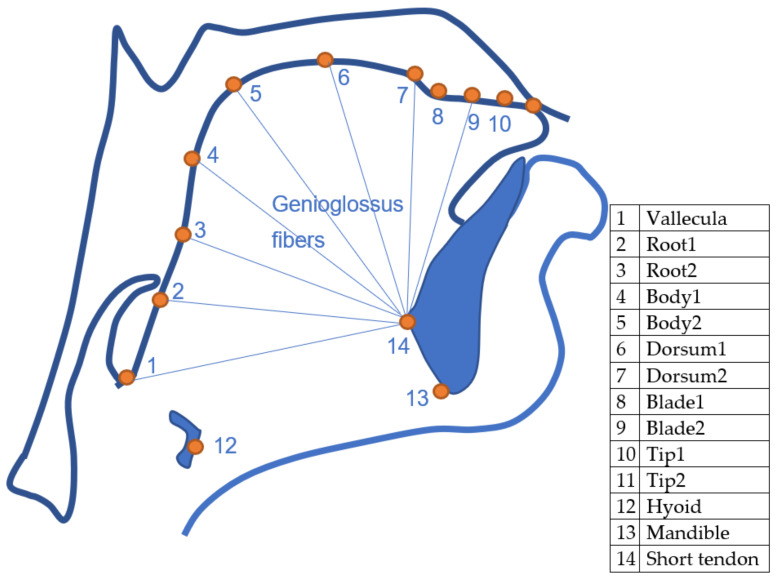 6
5
7
8
9
10
4
Genioglossus
3
fibers
2
14
1
13
12
1 Vallecula
2 Root1
3 Root2
4 Body1
5 Body2
6 Dorsum1
7 Dorsum2
8 Blade1
9 Blade2
10 Tip1
11 Tip2
12 Hyoid
13 Mandible
14 Short tendon